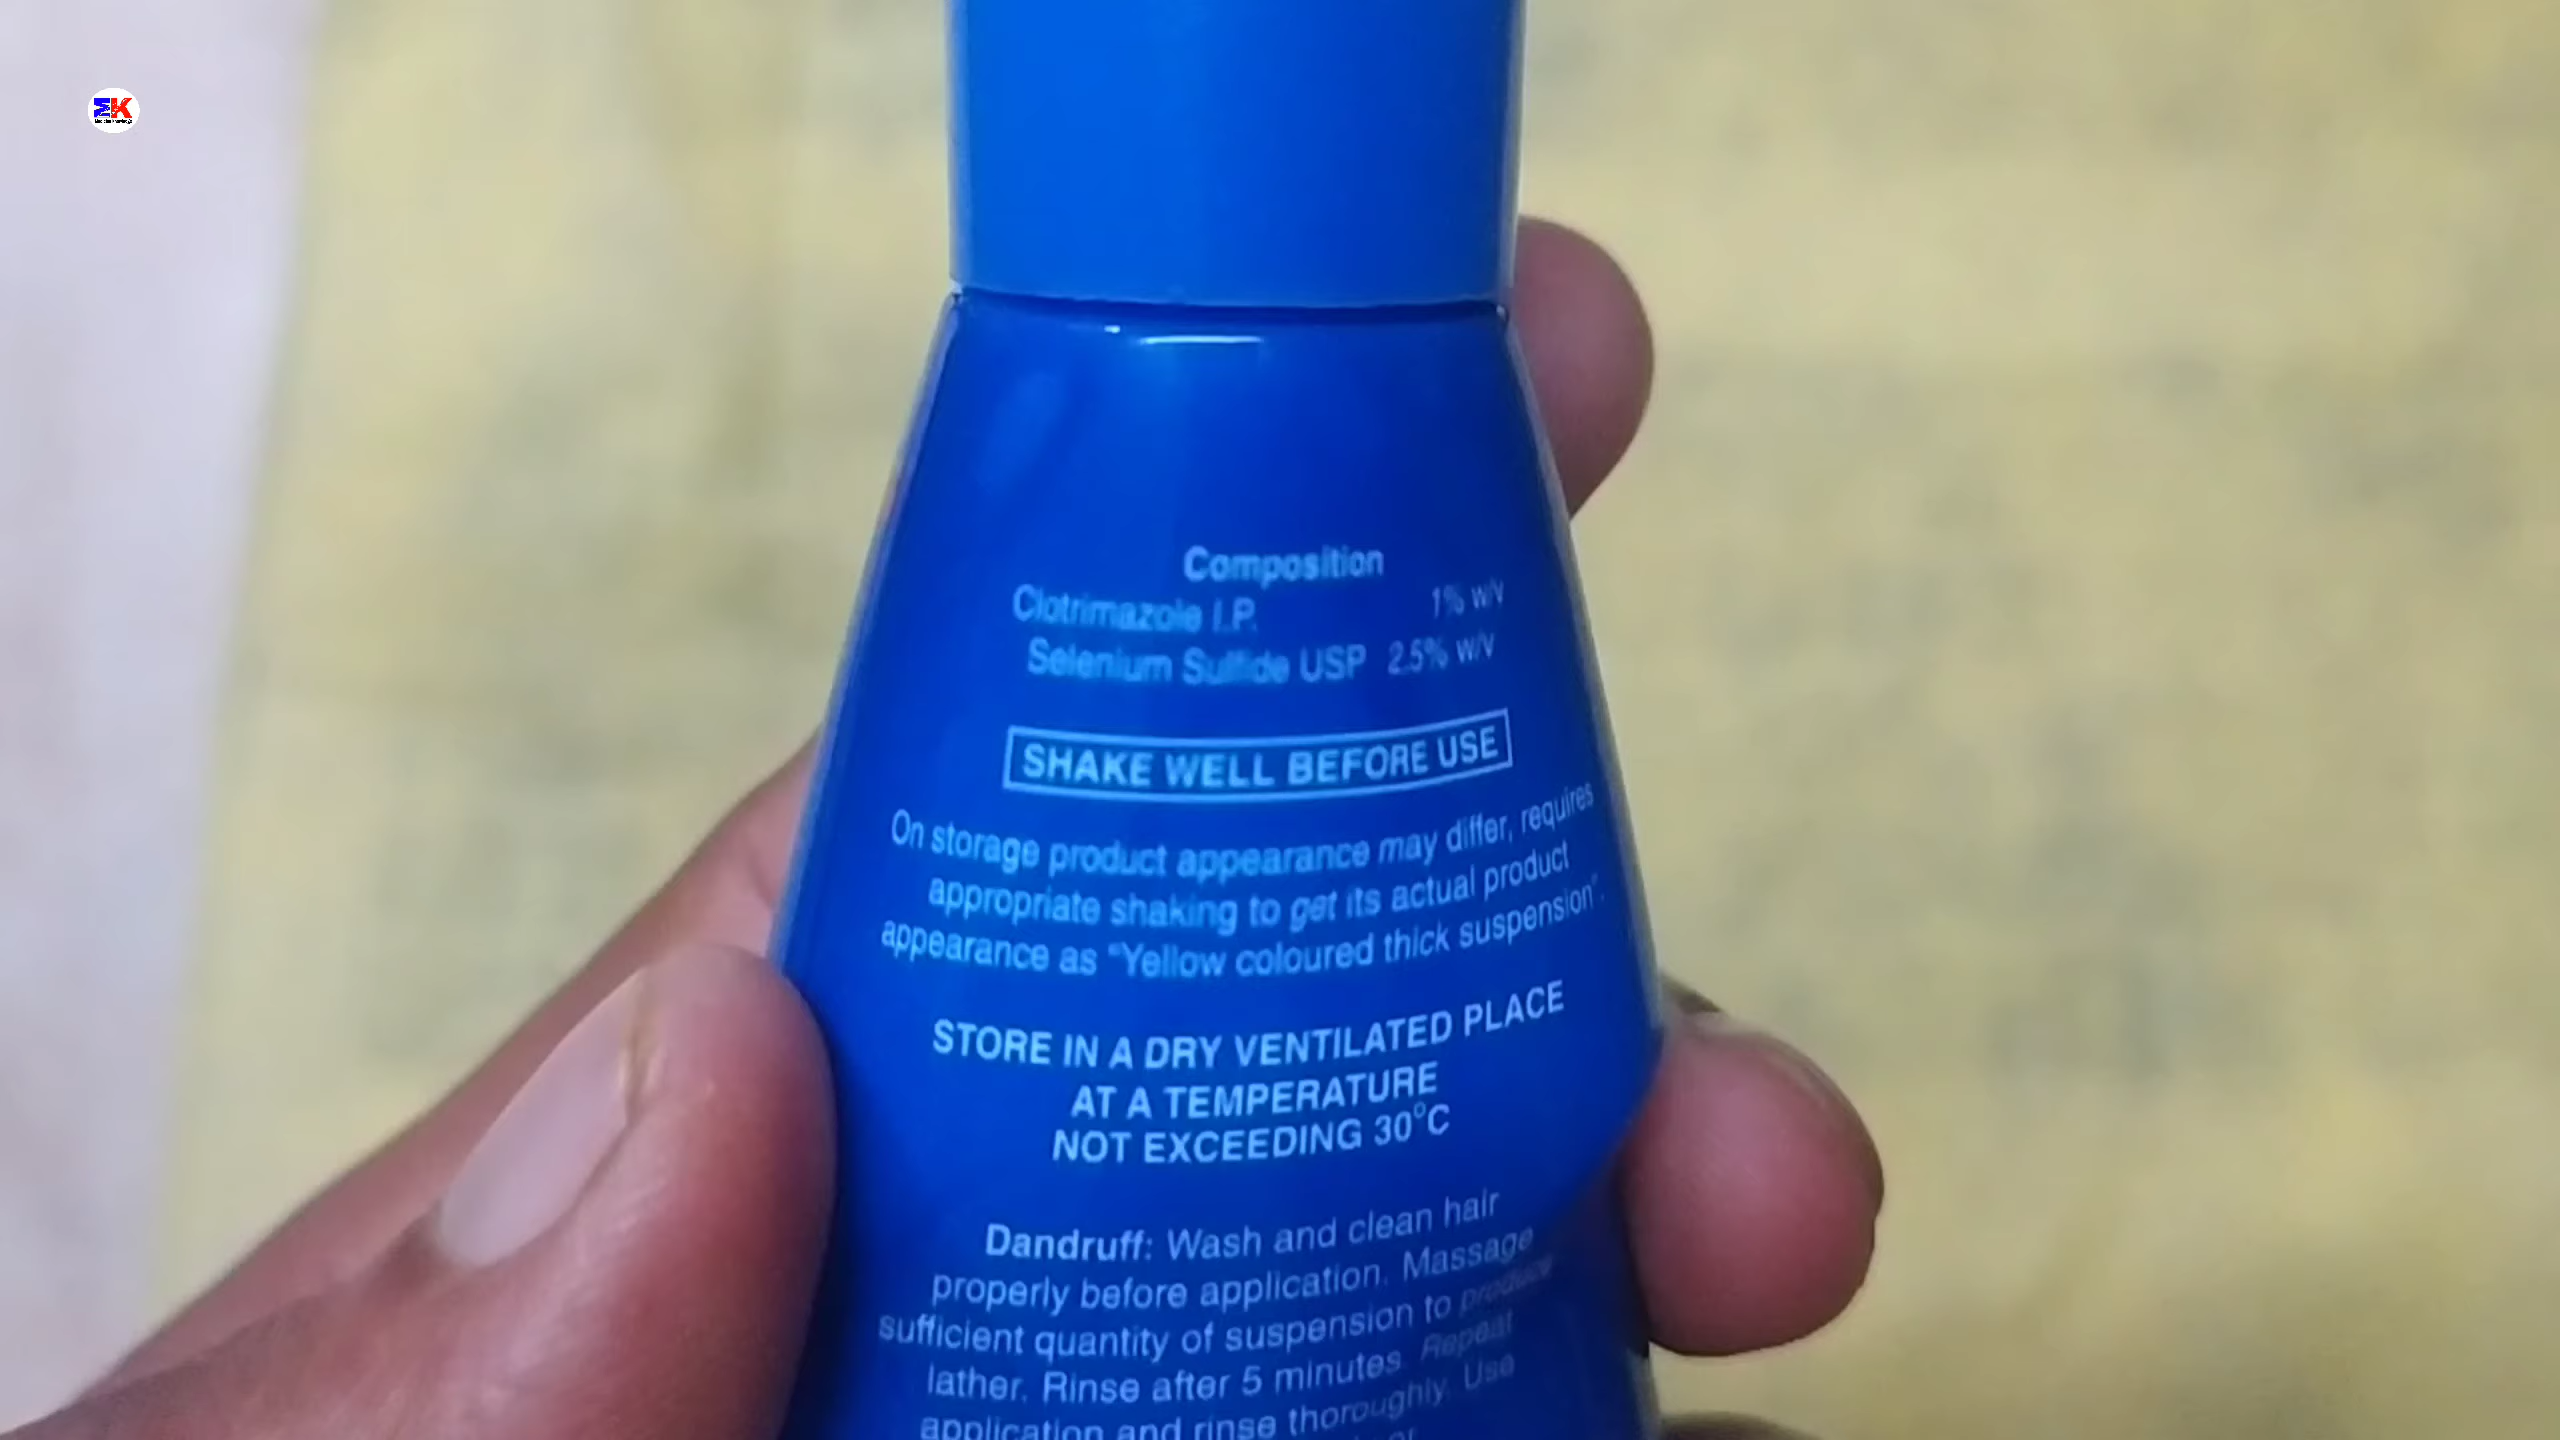 MK
Composition
Clotrimazole I.P. 1% w/v
Selenium Sulfide USP 2.5% w/v
SHAKE WELL BEFORE USE
On storage product appearance may differ, requires
appropriate shaking to get its actual product
appearance as "Yellow coloured thick suspension".
STORE IN A DRY VENTILATED PLACE
AT A TEMPERATURE
NOT EXCEEDING 30°C
Dandruff: Wash and clean hair
properly before application. Massage
sufficient quantity of suspension to produce
lather. Rinse after 5 minutes. Repeat
application and rinse thoroughly. Use
or